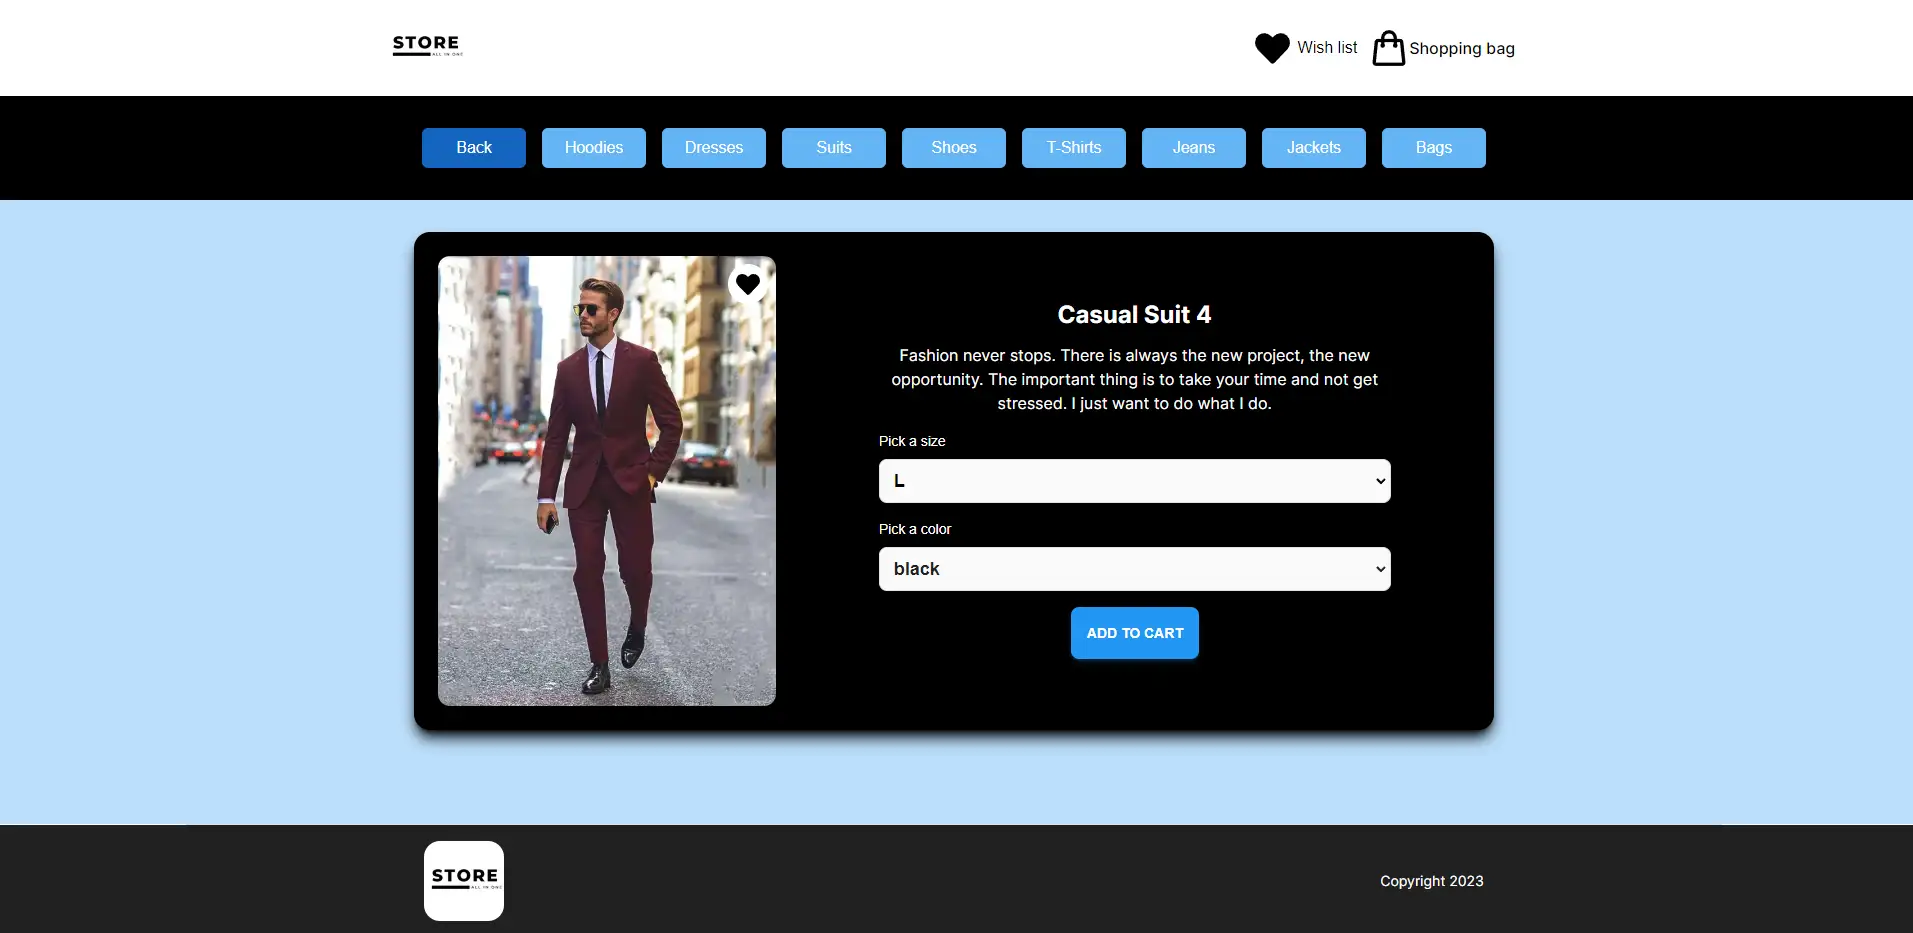 STORE
ALL IN ONE
Wish list
Shopping bag
Back
Hoodies
Dresses
Suits
Shoes
T-Shirts
Jeans
Jackets
Bags
Casual Suit 4
Fashion never stops. There is always the new project, the new
opportunity. The important thing is to take your time and not get
stressed. I just want to do what I do.
Pick a size
L
Pick a color
black
ADD TO CART
STORE
ALL IN ONE
Copyright 2023